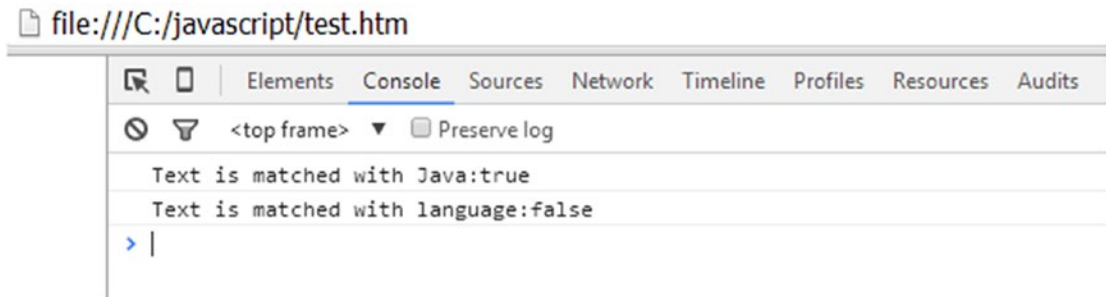 file:///C:/javascript/test.htm
Elements Console Sources Network Timeline Profiles Resources Audits
<top frame> ▼ Preserve log
Text is matched with Java:true
Text is matched with language:false
>